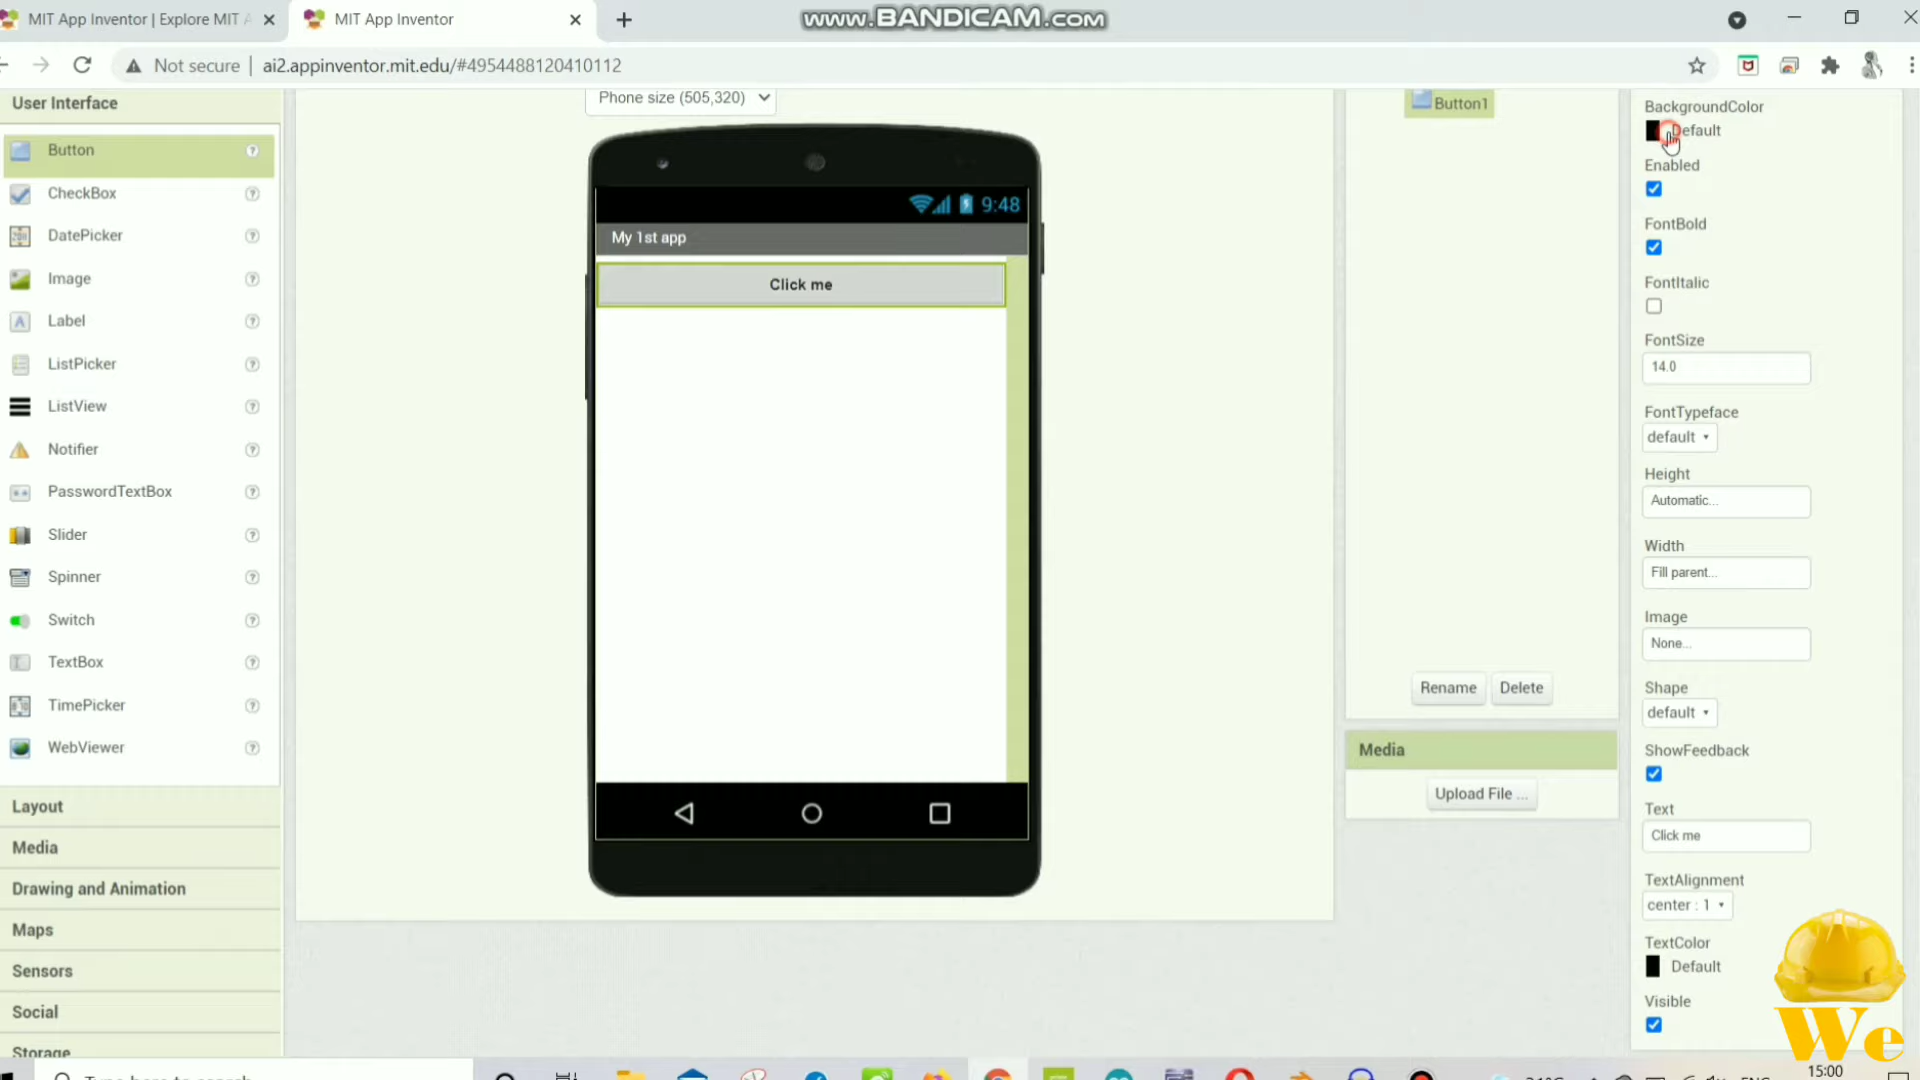 MIT App Inventor | Explore MIT A
MIT App Inventor
www.BANDICAM.com
Not secure
ai2.appinventor.mit.edu/#4954488120410112
User Interface
Button
CheckBox
DatePicker
Image
Label
ListPicker
ListView
Notifier
PasswordTextBox
Slider
Spinner
Switch
TextBox
TimePicker
WebViewer
Layout
Media
Drawing and Animation
Maps
Sensors
Social
Storage
Phone size (505,320)
9:48
My 1st app
Click me
Button1
Rename
Delete
Media
Upload File ...
BackgroundColor
Default
Enabled
FontBold
FontItalic
FontSize
14.0
FontTypeface
default
Height
Automatic...
Width
Fill parent...
Image
None...
Shape
default
ShowFeedback
Text
Click me
TextAlignment
center : 1
TextColor
Default
Visible
We
Type here to search
15:00